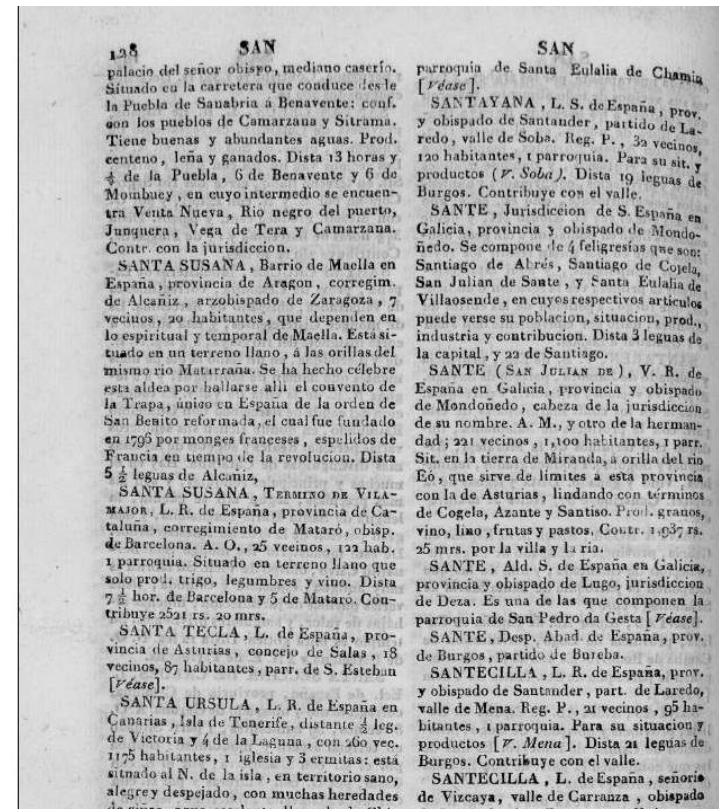 128 SAN
palacio del señor obispo, mediano caserío.
Situado en la carretera que conduce desde
la Puebla de Sanabria á Benavente: conf.
con los pueblos de Camarzana y Sitrama.
Tiene buenas y abundantes aguas. Prod.
centeno, leña y ganados. Dista 13 horas y
de la Puebla, 6 de Benavente y 6 de
Mombuey, en cuyo intermedio se encuen-
tra Venta Nueva, Rio negro del puerto,
Junquera, Vega de Tera y Camarzana.
Contr. con la jurisdiccion.
SANTA SUSANA, Barrio de Maella en
España, provincia de Aragon, corregim.
de Alcañiz, arzobispado de Zaragoza, 7
vecinos, 20 habitantes, que dependen en
lo espiritual y temporal de Maella. Está si-
tuado en un terreno llano, á las orillas del
mismo rio Matarraña. Se ha hecho célebre
esta aldea por hallarse alli el convento de
la Trapa, único en España de la orden de
San Benito reformada, el cual fue fundado
en 1796 por monges franceses, espelidos de
Francia en tiempo de la revolucion. Dista
5 ½ leguas de Alcañiz,
SANTA SUSANA, TERMINO DE VILA-
MAJOR, L. R. de España, provincia de Ca-
taluña, corregimiento de Mataró, obisp.
de Barcelona. A. O., 25 vecinos, 122 hab.
1 parroquia. Situado en terreno llano que
solo prod. trigo, legumbres y vino. Dista
7 ½ hor. de Barcelona y 5 de Mataró. Con-
tribuye 2521 rs. 20 mrs.
SANTA TECLA, L. de España, pro-
vincia de Asturias, concejo de Salas, 18
vecinos, 87 habitantes, parr. de S. Esteban
[Véase].
SANTA URSULA, L. R. de España en
Canarias, Isla de Tenerife, distante ½ leg.
de Victoria y 4 de la Laguna, con 260 vec.
1175 habitantes, 1 iglesia y 3 ermitas: está
situado al N. de la isla, en territorio sano,
alegre y despejado, con muchas heredades
SAN
parroquia de Santa Eulalia de Chamin
[Véase].
SANTAYANA, L. S. de España, prov.
y obispado de Santander, partido de La-
redo, valle de Soba. Reg. P., 32 vecinos,
120 habitantes, 1 parroquia. Para su sit. y
productos (V. Soba). Dista 19 leguas de
Burgos. Contribuye con el valle.
SANTE, Jurisdiccion de S. España en
Galicia, provincia y obispado de Mondo-
ñedo. Se compone de 4 feligresías que son:
Santiago de Abrés, Santiago de Cojela,
San Julian de Sante, y Santa Eulalia de
Villaosende, en cuyos respectivos artículos
puede verse su poblacion, situacion, prod.,
industria y contribucion. Dista 3 leguas de
la capital, y 22 de Santiago.
SANTE (SAN JULIAN DE), V. R. de
España en Galicia, provincia y obispado
de Mondoñedo, cabeza de la jurisdiccion
de su nombre. A. M., y otro de la herman-
dad; 221 vecinos, 1,100 habitantes, 1 parr.
Sit. en la tierra de Miranda, á orilla del rio
Eó, que sirve de límites á esta provincia
con la de Asturias, lindando con términos
de Cogela, Azante y Santiso. Prod. granos,
vino, lino, frutas y pastos. Contr. 1,937 rs.
25 mrs. por la villa y la ria.
SANTE, Ald. S. de España en Galicia,
provincia y obispado de Lugo, jurisdiccion
de Deza. Es una de las que componen la
parroquia de San Pedro da Gesta [Véase].
SANTE, Desp. Abad. de España, prov.
de Burgos, partido de Bureba.
SANTECILLA, L. R. de España, prov.
y obispado de Santander, part. de Laredo,
valle de Mena. Reg. P., 21 vecinos, 95 ha-
bitantes, 1 parroquia. Para su situacion y
productos [V. Mena]. Dista 21 leguas de
Burgos. Contribuye con el valle.
SANTECILLA, L. de España, señorio
de Vizcaya, valle de Carranza, obispado